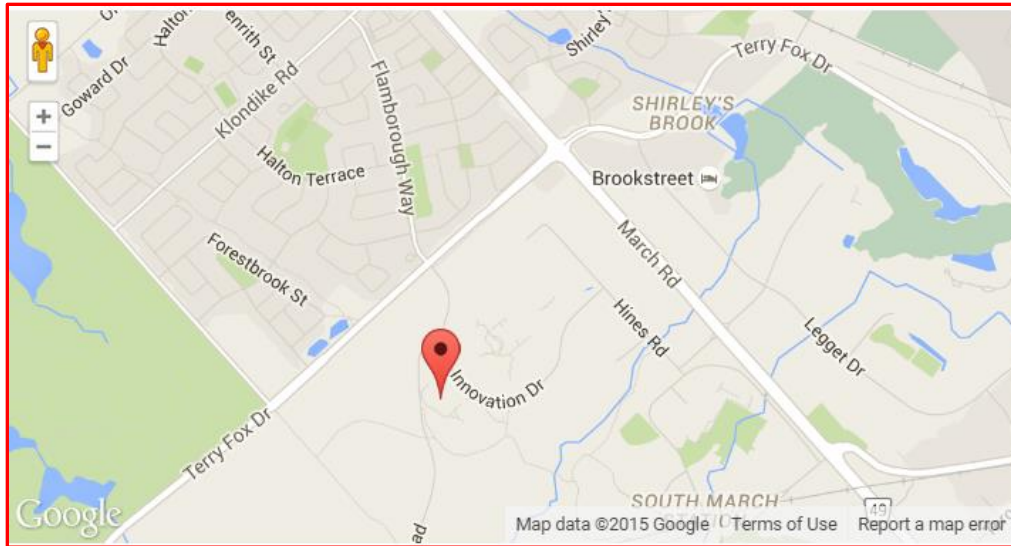 Goward Dr
Halton
enrith St
Klondike Rd
Flamborough Way
Halton Terrace
Shirley's
Terry Fox Dr
SHIRLEY'S
BROOK
Brookstreet
Forestbrook St
March Rd
Hines Rd
Legget Dr
+
−
Innovation Dr
Terry Fox Dr
Google
ad
SOUTH MARCH
STATION
49
Map data ©2015 Google Terms of Use Report a map error